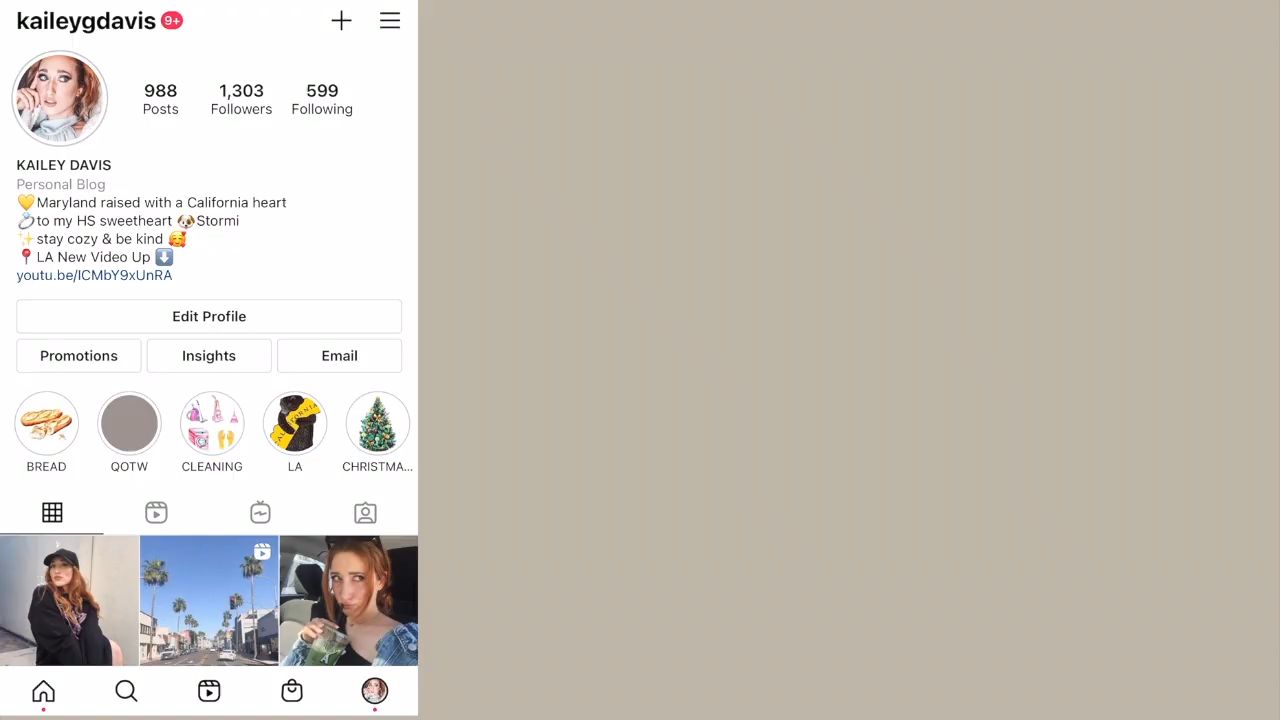 kaileygdavis 9+
988 1,303 599
Posts Followers Following
KAILEY DAVIS
Personal Blog
💛Maryland raised with a California heart
💍to my HS sweetheart 🐶Stormi
✨stay cozy & be kind 🥰
📍LA New Video Up ⬇️
youtu.be/lCMbY9xUnRA
Edit Profile
Promotions Insights Email
BREAD QOTW CLEANING LA CHRISTMA...